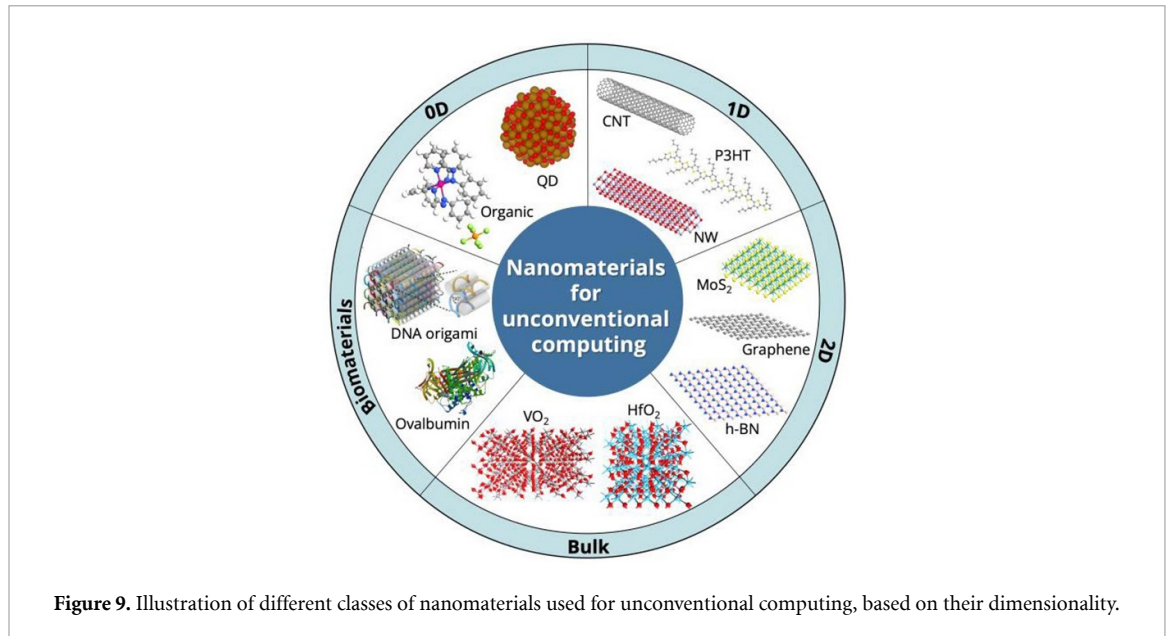 0D
1D
CNT
P3HT
QD
Organic
NW
Nanomaterials
for
unconventional
computing
MoS₂
Graphene
2D
h-BN
DNA origami
Biomaterials
Ovalbumin
VO₂
HfO₂
Bulk
Figure 9. Illustration of different classes of nanomaterials used for unconventional computing, based on their dimensionality.